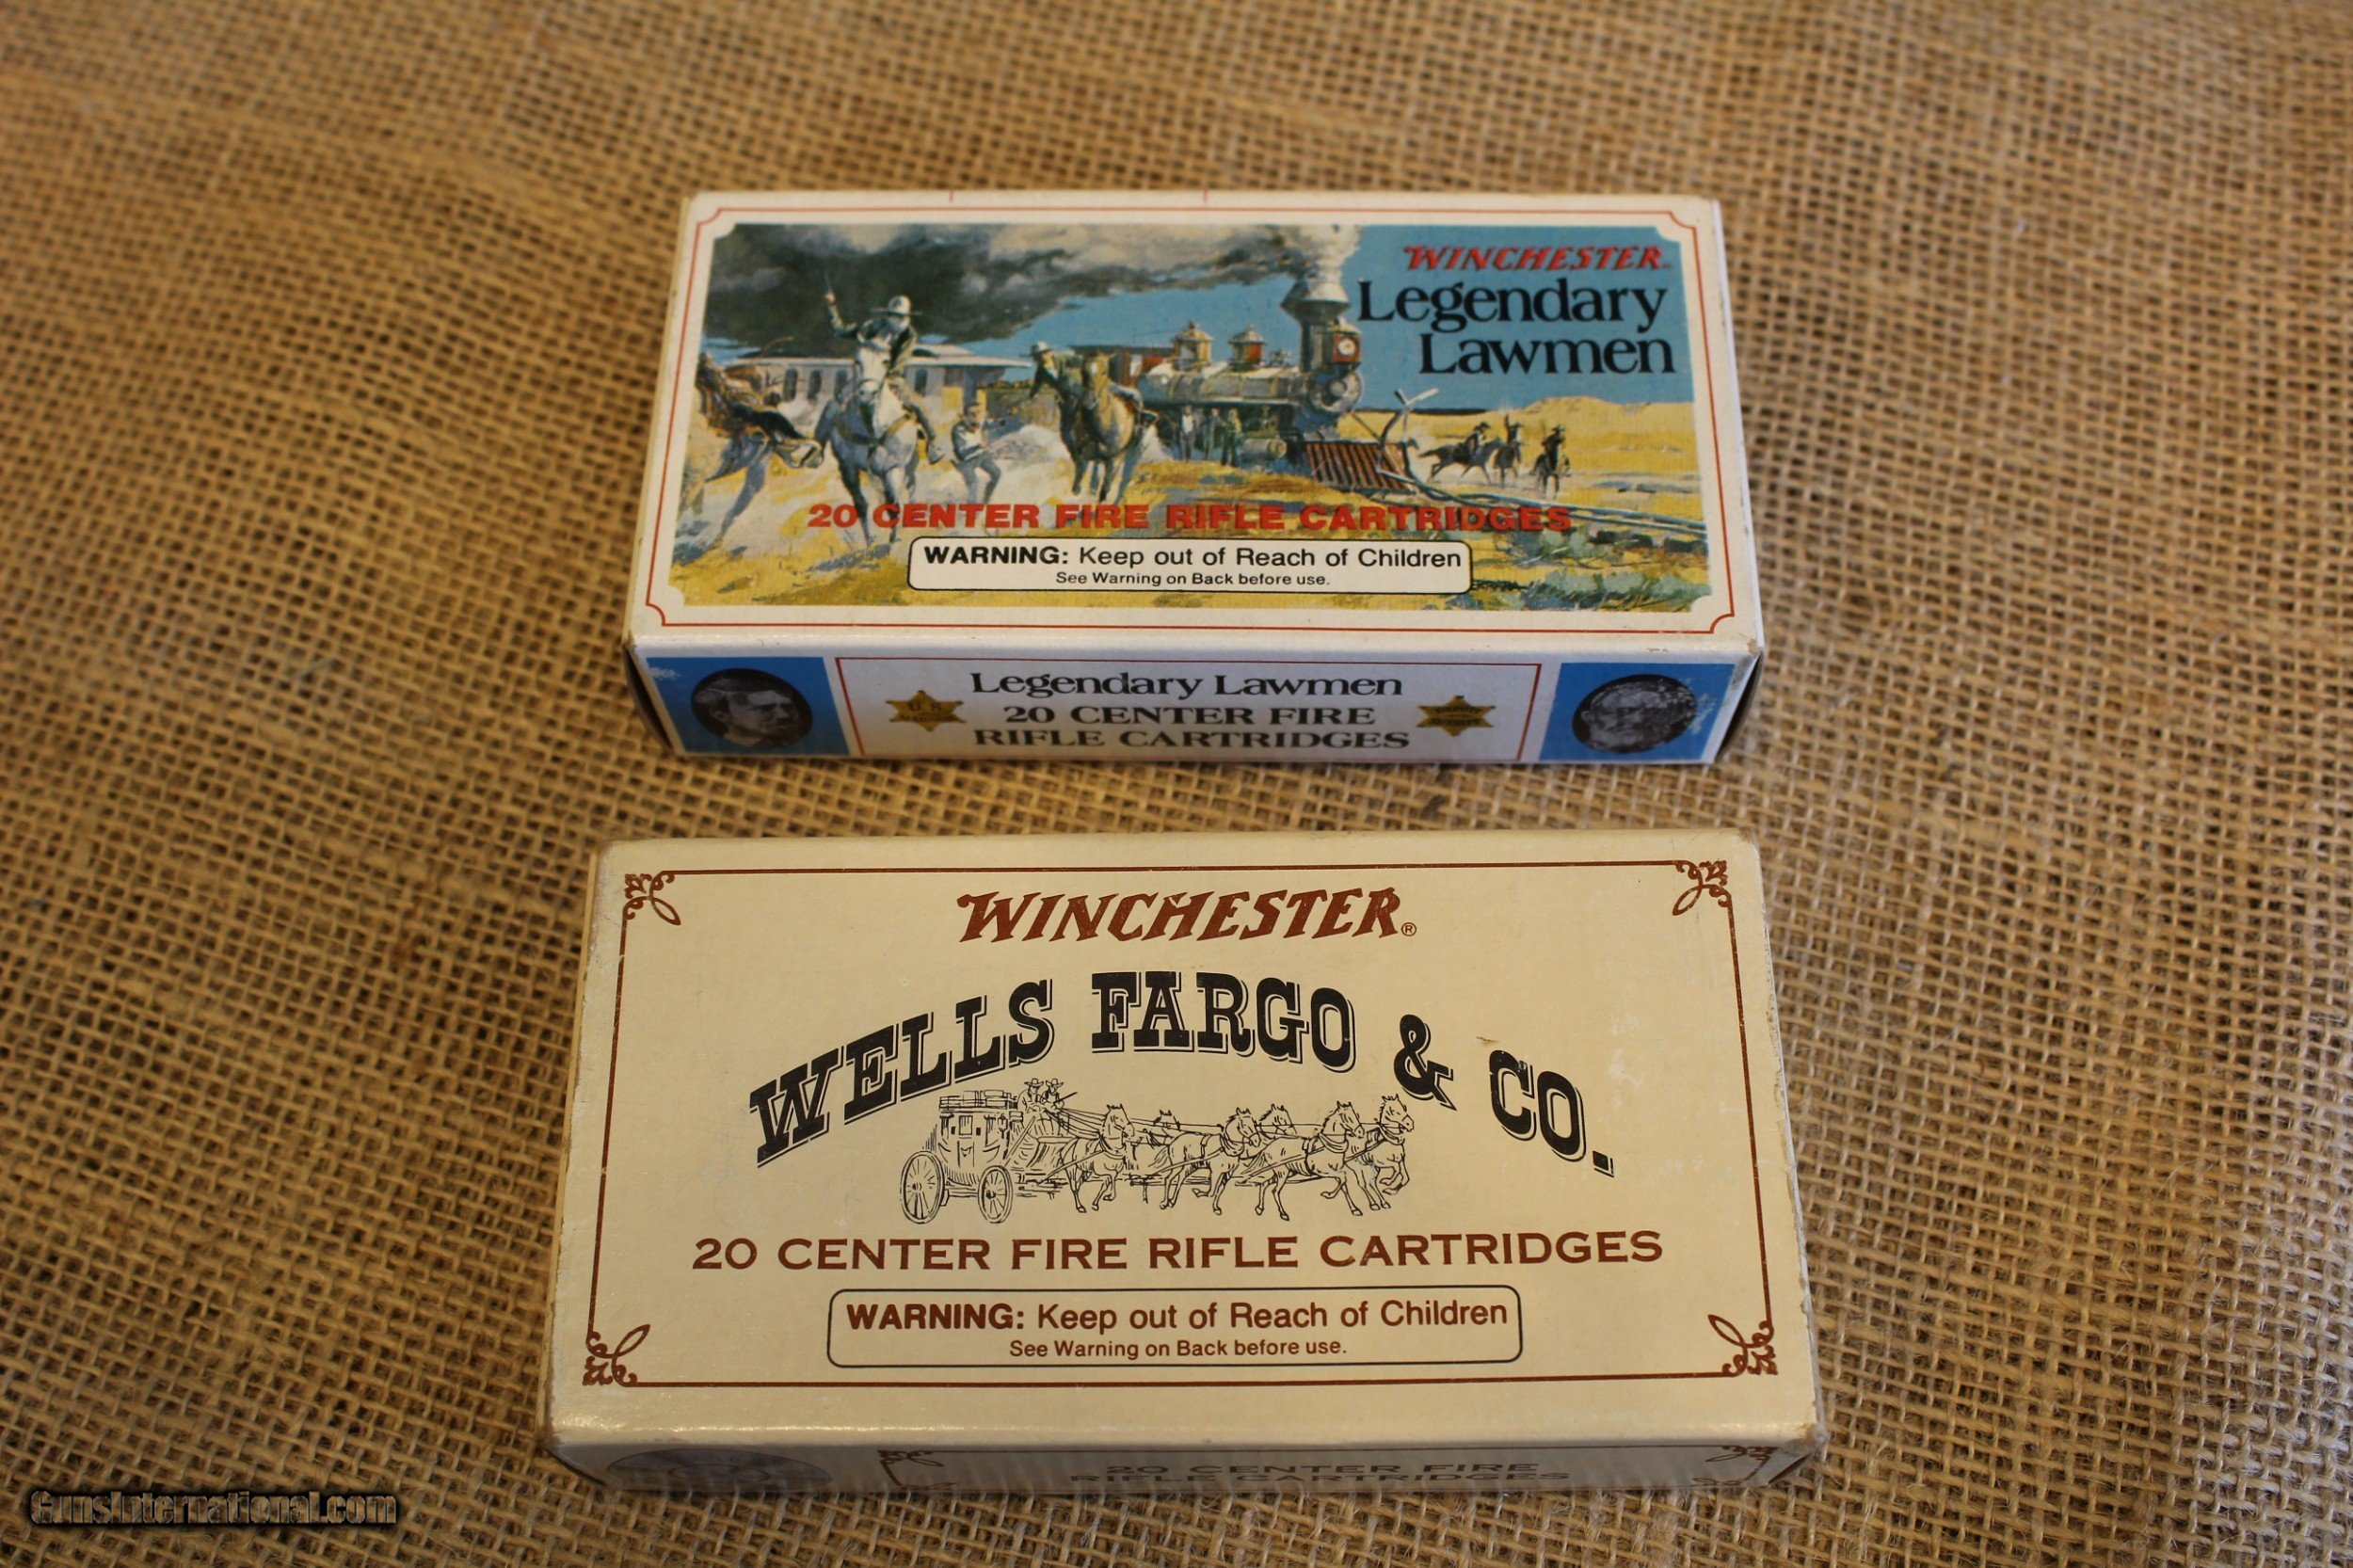 WINCHESTER
Legendary
Lawmen
20 CENTER FIRE RIFLE CARTRIDGES
WARNING: Keep out of Reach of Children
See Warning on Back before use.
Legendary Lawmen
20 CENTER FIRE
RIFLE CARTRIDGES
WINCHESTER®
WELLS FARGO & CO.
20 CENTER FIRE RIFLE CARTRIDGES
WARNING: Keep out of Reach of Children
See Warning on Back before use.
20 CENTER FIRE
RIFLE CARTRIDGES
GunsInternational.com